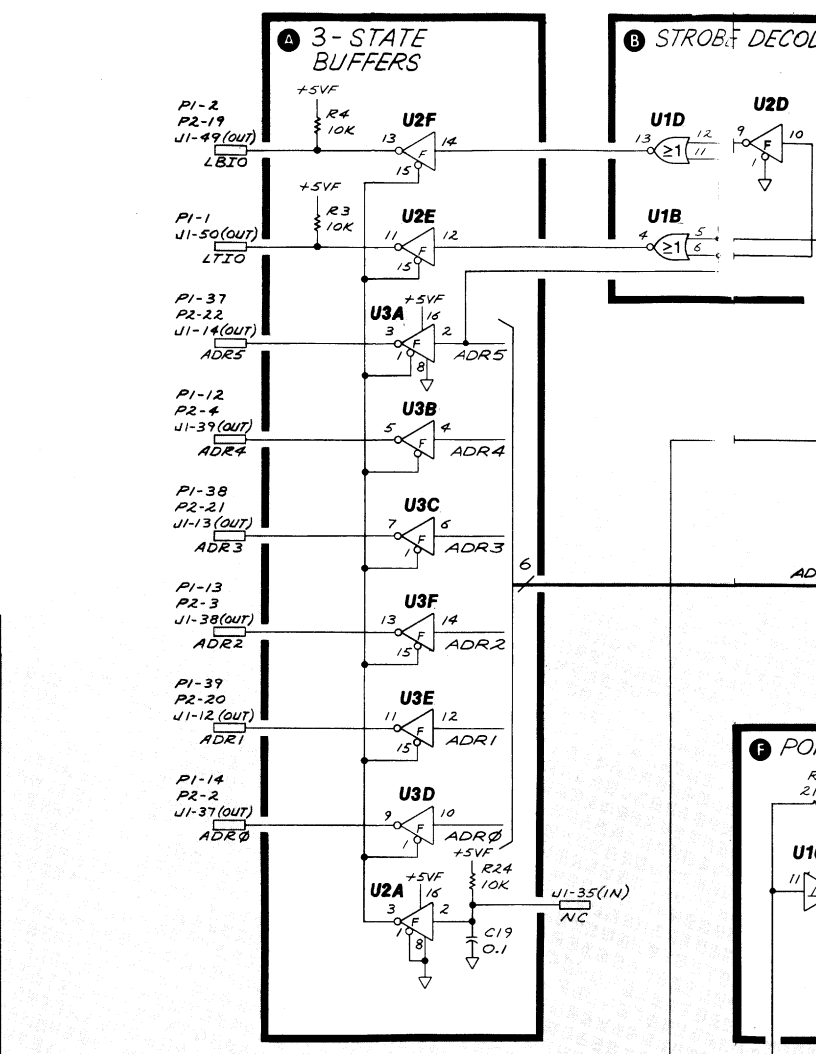 A 3-STATE
BUFFERS
B STROBE DECOD
+5VF
P1-2
P2-19
J1-49(OUT)
LBIO
R4
10K
U2F
13
14
15
U1D
13
12
11
≥1
U2D
9
10
1
F
+5VF
P1-1
J1-50(OUT)
LTIO
R3
10K
U2E
11
12
15
F
U1B
4
5
6
≥1
P1-37
P2-22
J1-14(OUT)
ADR5
U3A
+5VF
16
3
2
1
8
F
ADR5
P1-12
P2-4
J1-39(OUT)
ADR4
U3B
5
4
F
ADR4
P1-38
P2-21
J1-13(OUT)
ADR3
U3C
7
6
1
F
ADR3
6
AD
P1-13
P2-3
J1-38(OUT)
ADR2
U3F
13
14
15
F
ADR2
P1-39
P2-20
J1-12(OUT)
ADR1
U3E
11
12
15
F
ADR1
F PO
R
21
U1
11
P1-14
P2-2
J1-37(OUT)
ADRØ
U3D
9
10
1
F
ADRØ
+5VF
R24
10K
U2A
+5VF
16
3
2
1
8
F
J1-35(IN)
NC
C19
0.1